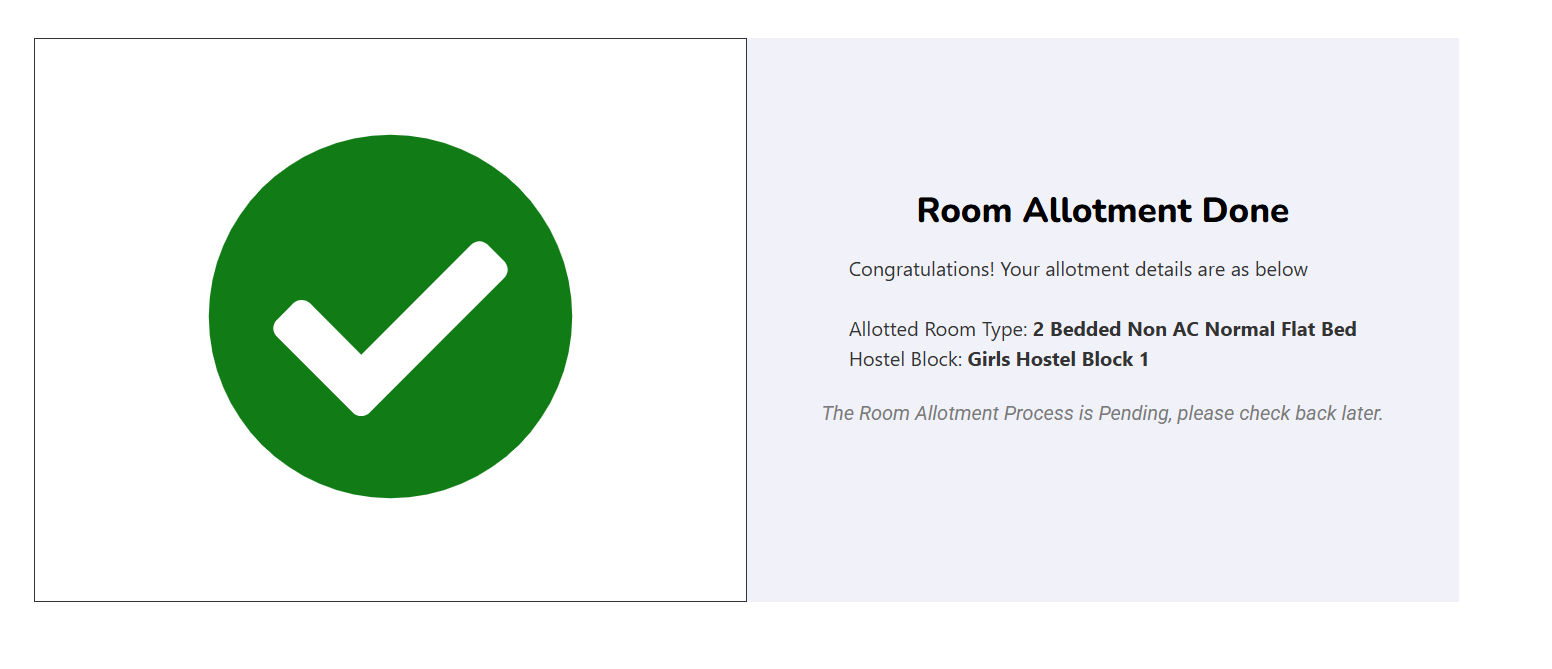 Room Allotment Done
Congratulations! Your allotment details are as below
Allotted Room Type: 2 Bedded Non AC Normal Flat Bed
Hostel Block: Girls Hostel Block 1
The Room Allotment Process is Pending, please check back later.